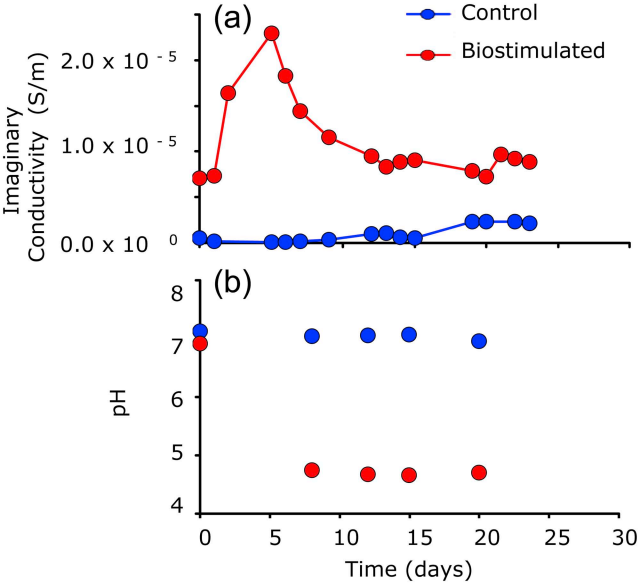 (a)
Control
Biostimulated
2.0 x 10 - 5
1.0 x 10 - 5
0.0 x 10 0
Imaginary
Conductivity (S/m)
(b)
8
7
6
5
4
pH
0 5 10 15 20 25 30
Time (days)